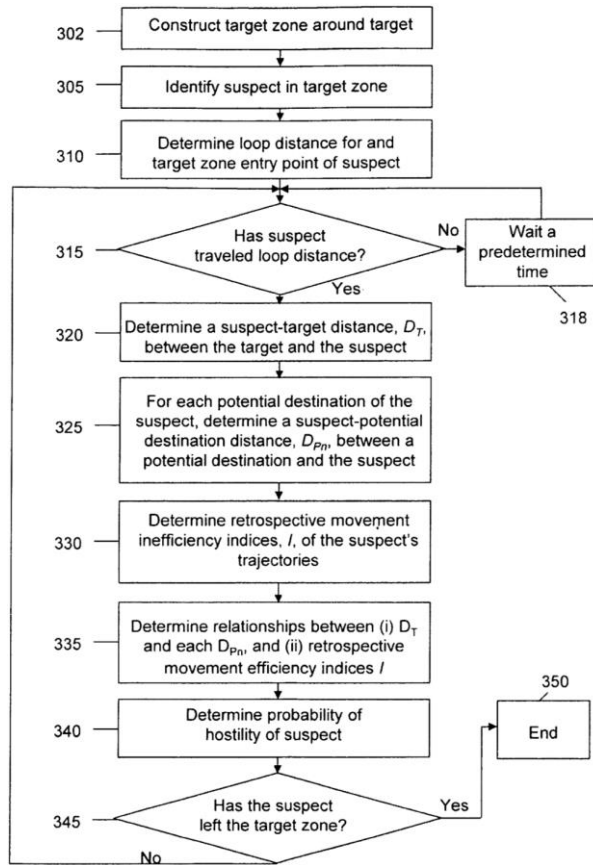 302
Construct target zone around target
305
Identify suspect in target zone
310
Determine loop distance for and
target zone entry point of suspect
315
Has suspect
traveled loop distance?
No
Wait a
predetermined
time
318
Yes
320
Determine a suspect-target distance, D_T,
between the target and the suspect
325
For each potential destination of the
suspect, determine a suspect-potential
destination distance, D_Pn, between a
potential destination and the suspect
330
Determine retrospective movement
inefficiency indices, I, of the suspect's
trajectories
335
Determine relationships between (i) D_T
and each D_Pn, and (ii) retrospective
movement efficiency indices I
340
Determine probability of
hostility of suspect
350
End
345
Has the suspect
left the target zone?
Yes
No